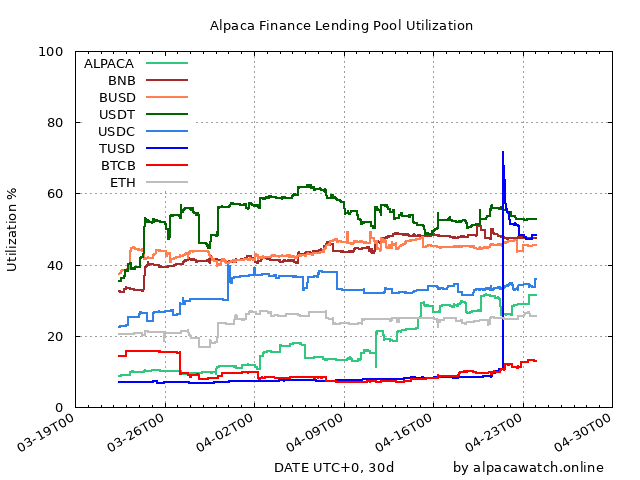 Alpaca Finance Lending Pool Utilization
100
80
60
40
20
0
Utilization %
ALPACA
BNB
BUSD
USDT
USDC
TUSD
BTCB
ETH
03-19T00
03-26T00
04-02T00
04-09T00
04-16T00
04-23T00
04-30T00
DATE UTC+0, 30d
by alpacawatch.online